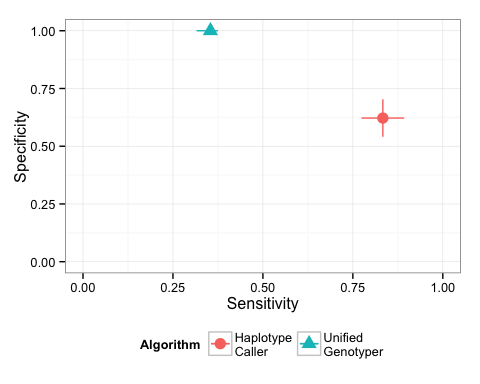 1.00
0.75
0.50
0.25
0.00
Specificity
0.00 0.25 0.50 0.75 1.00
Sensitivity
Algorithm
Haplotype
Caller
Unified
Genotyper